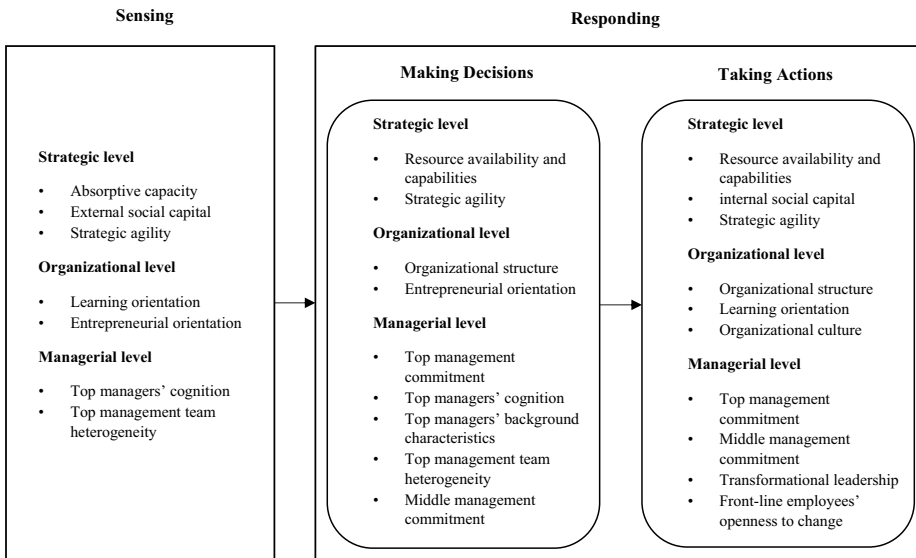 Sensing
Responding
Strategic level
• Absorptive capacity
• External social capital
• Strategic agility
Organizational level
• Learning orientation
• Entrepreneurial orientation
Managerial level
• Top managers’ cognition
• Top management team
heterogeneity
Making Decisions
Strategic level
• Resource availability and
capabilities
• Strategic agility
Organizational level
• Organizational structure
• Entrepreneurial orientation
Managerial level
• Top management
commitment
• Top managers’ cognition
• Top managers’ background
characteristics
• Top management team
heterogeneity
• Middle management
commitment
Taking Actions
Strategic level
• Resource availability and
capabilities
• internal social capital
• Strategic agility
Organizational level
• Organizational structure
• Learning orientation
• Organizational culture
Managerial level
• Top management
commitment
• Middle management
commitment
• Transformational leadership
• Front-line employees’
openness to change